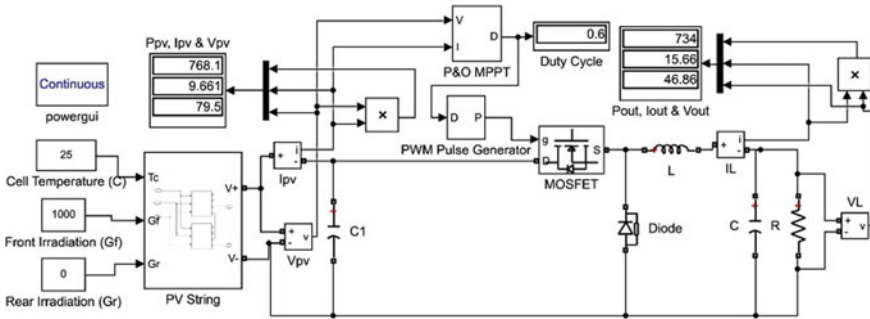 Ppv, Ipv & Vpv
768.1
9.661
79.5
V
I
D
P&O MPPT
0.6
Duty Cycle
734
15.66
46.86
Pout, Iout & Vout
×
Continuous
powergui
×
D
P
PWM Pulse Generator
g
D
S
MOSFET
25
Cell Temperature (C)
1000
Front Irradiation (Gf)
0
Rear Irradiation (Gr)
Tc
Gf
Gr
V+
V-
PV String
+
i
-
Ipv
+
-
v
Vpv
C1
Diode
L
+
i
-
IL
C
R
VL
+
-
v